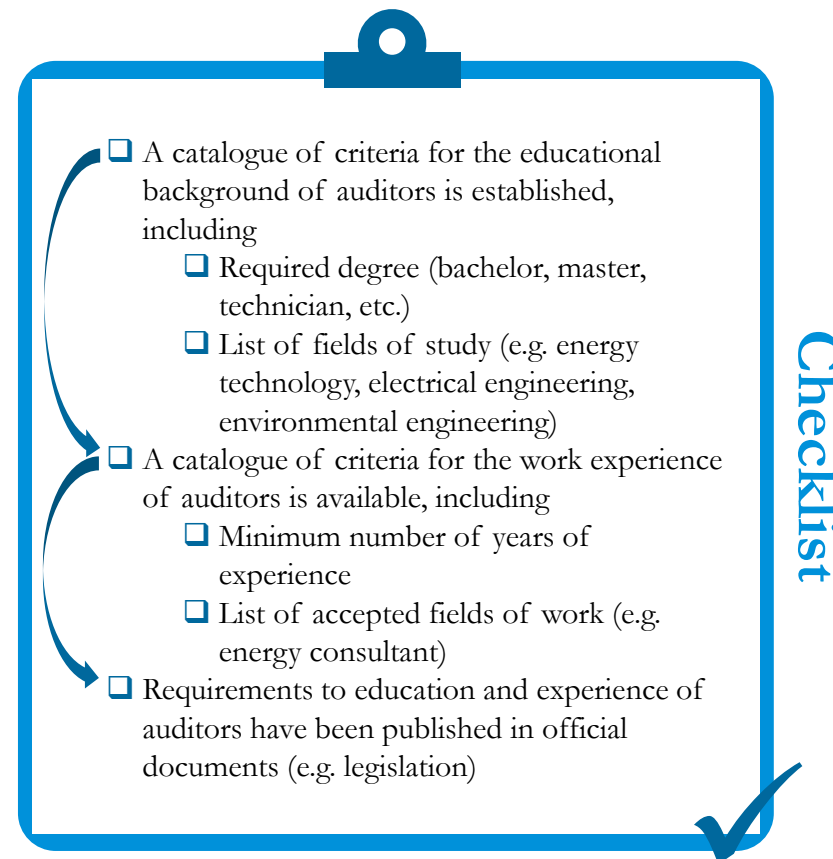 A catalogue of criteria for the educational
background of auditors is established,
including
Required degree (bachelor, master,
technician, etc.)
List of fields of study (e.g. energy
technology, electrical engineering,
environmental engineering)
A catalogue of criteria for the work experience
of auditors is available, including
Minimum number of years of
experience
List of accepted fields of work (e.g.
energy consultant)
Requirements to education and experience of
auditors have been published in official
documents (e.g. legislation)
Checklist